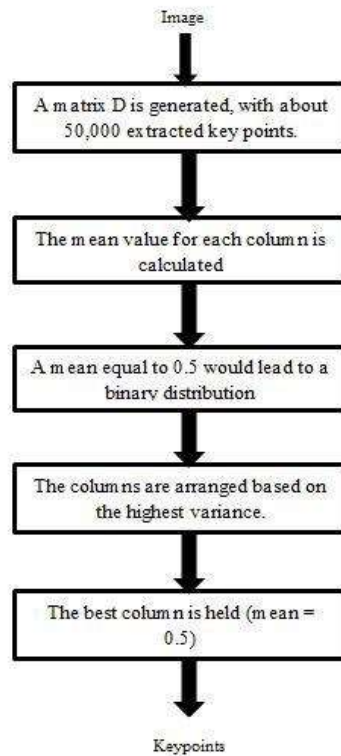 Image
A matrix D is generated, with about
50,000 extracted key points.
The mean value for each column is
calculated
A mean equal to 0.5 would lead to a
binary distribution
The columns are arranged based on
the highest variance.
The best column is held (mean =
0.5)
Keypoints